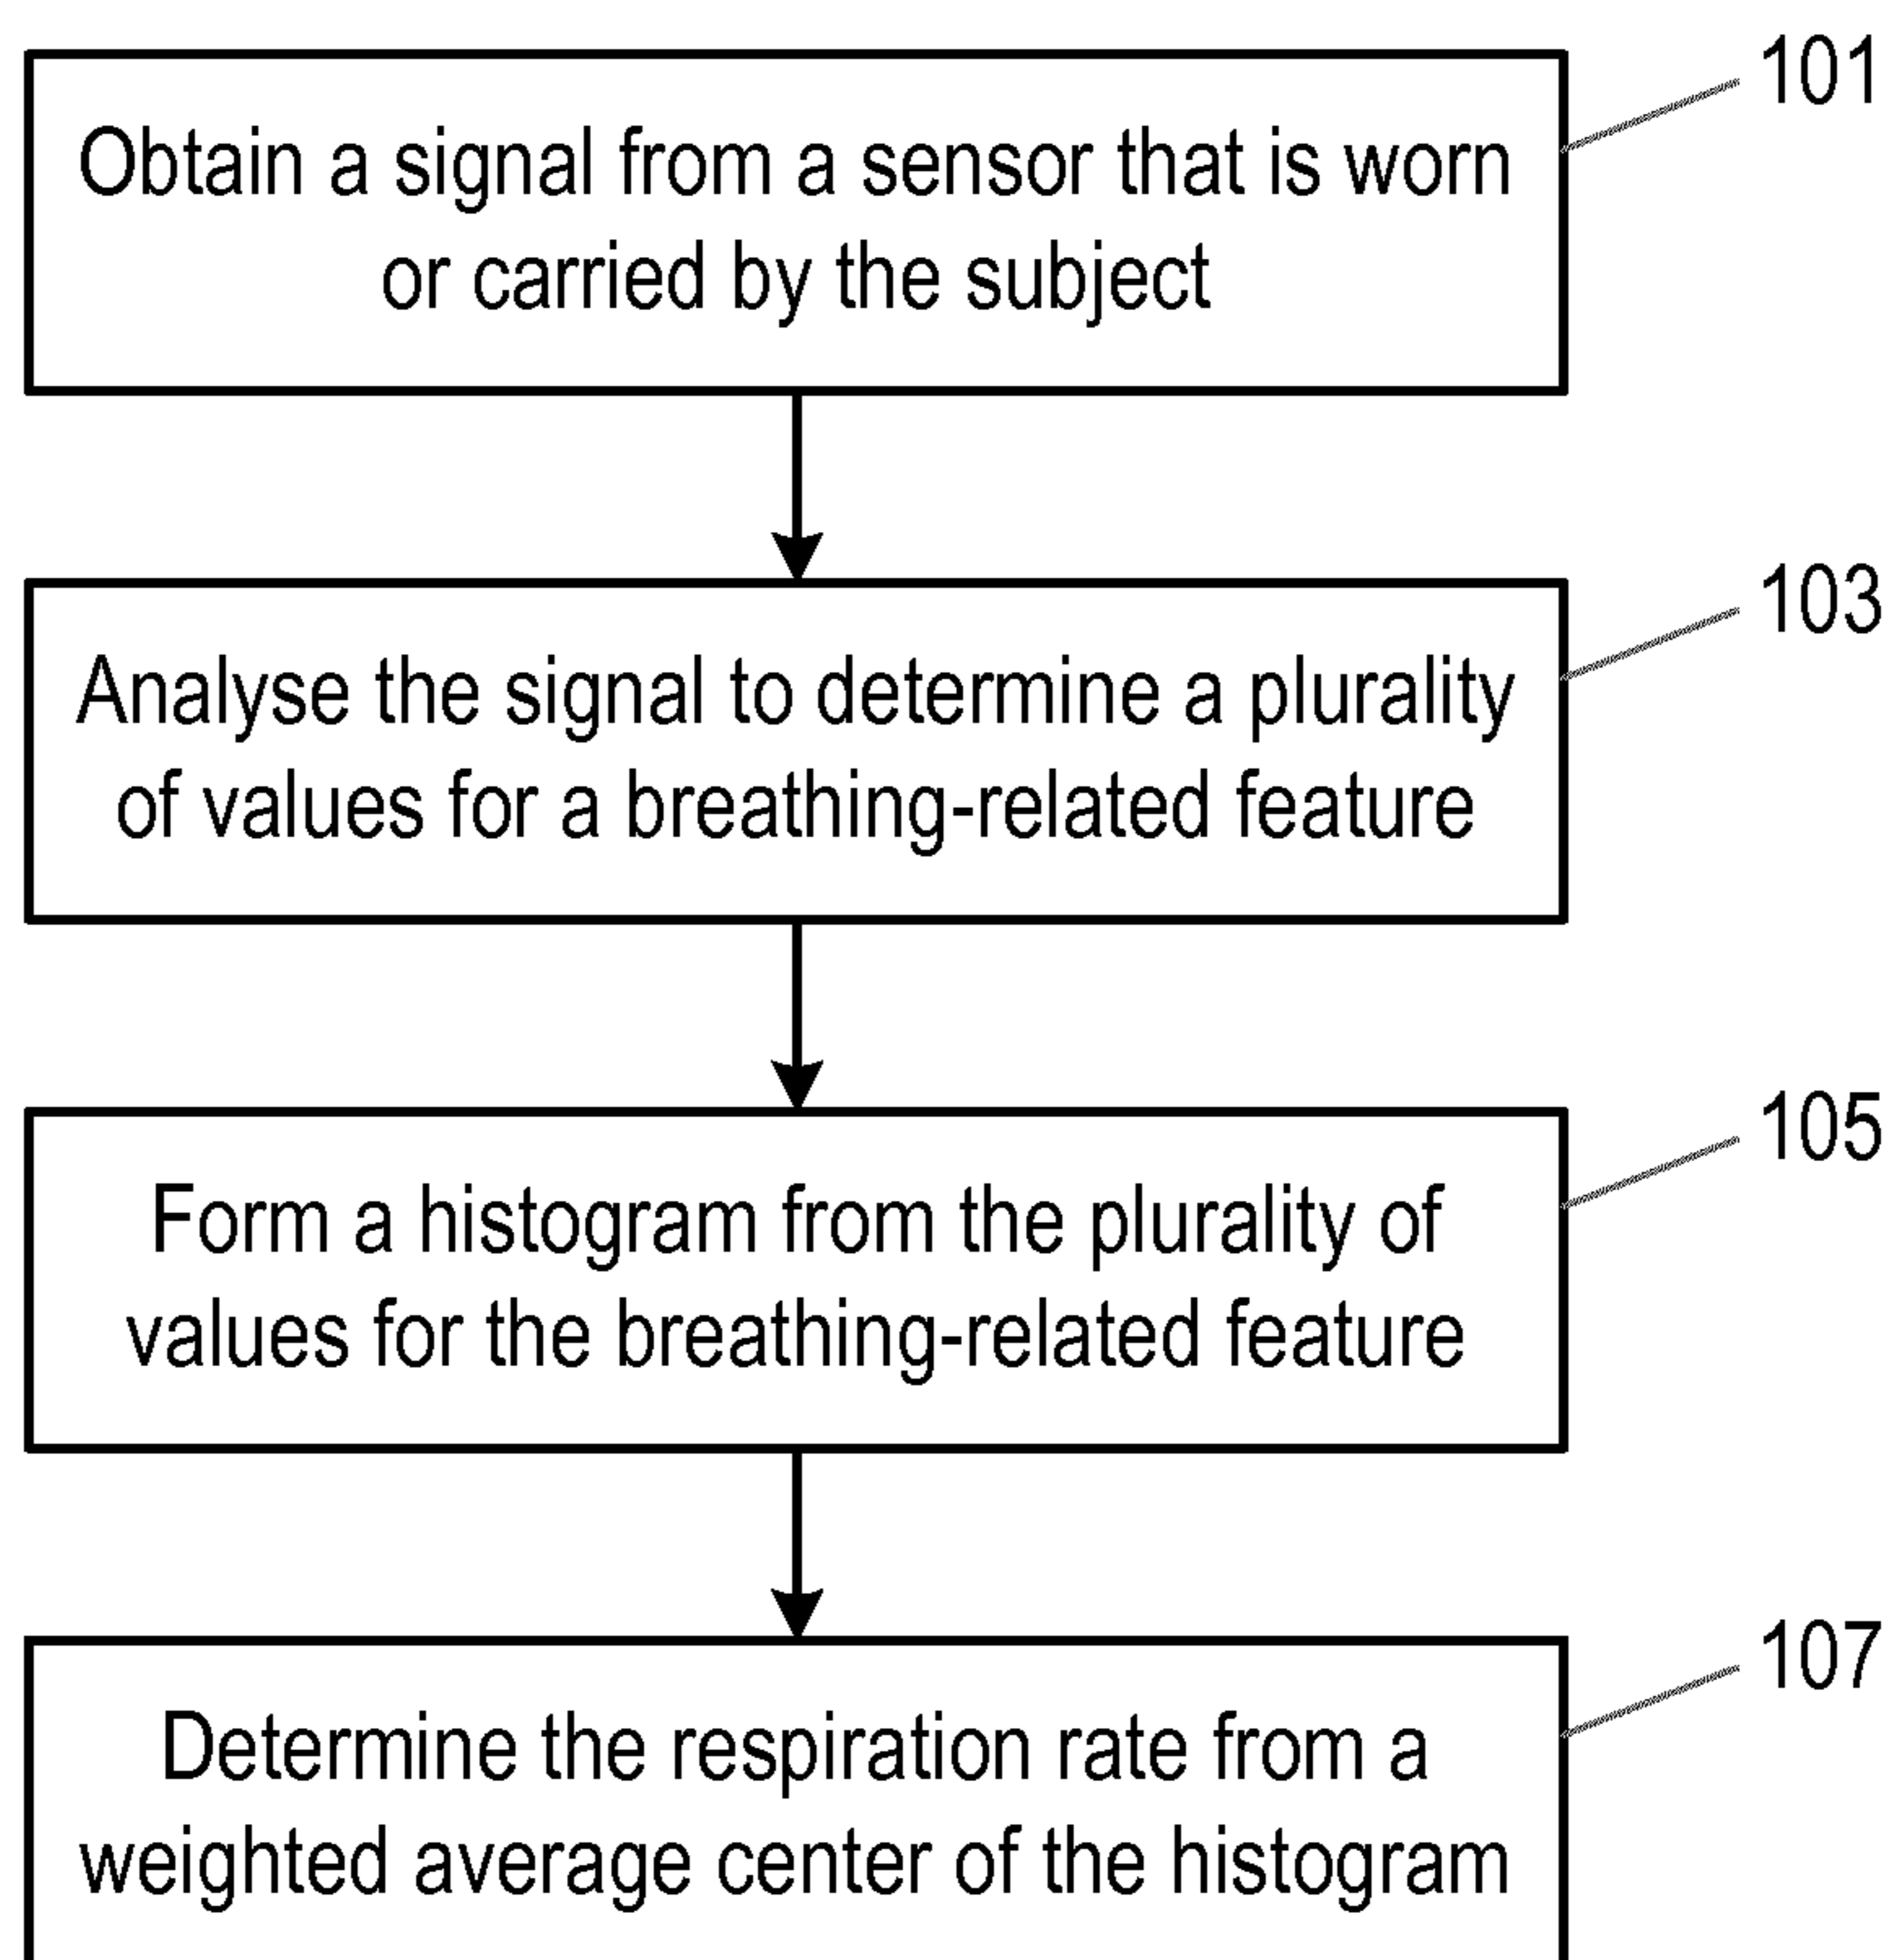 101
Obtain a signal from a sensor that is worn
or carried by the subject
103
Analyse the signal to determine a plurality
of values for a breathing-related feature
105
Form a histogram from the plurality of
values for the breathing-related feature
107
Determine the respiration rate from a
weighted average center of the histogram